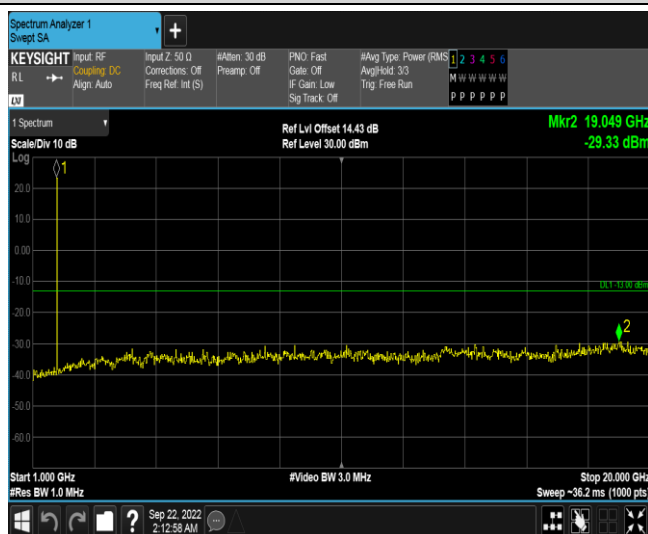 Spectrum Analyzer 1
Swept SA
+
KEYSIGHT
RL
LXI
Input: RF
Coupling: DC
Align: Auto
Input Z: 50 Ω
Corrections: Off
Freq Ref: Int (S)
#Atten: 30 dB
Preamp: Off
PNO: Fast
Gate: Off
IF Gain: Low
Sig Track: Off
#Avg Type: Power (RMS
Avg|Hold: 3/3
Trig: Free Run
1 2 3 4 5 6
M W W W W W
P P P P P P
1 Spectrum
Scale/Div 10 dB
Log
Ref Lvl Offset 14.43 dB
Ref Level 30.00 dBm
Mkr2 19.049 GHz
-29.33 dBm
1
20.0
10.0
0.00
-10.0
DL1 -13.00 dBm
-20.0
2
-30.0
-40.0
-50.0
-60.0
Start 1.000 GHz
#Res BW 1.0 MHz
#Video BW 3.0 MHz
Stop 20.000 GHz
Sweep ~36.2 ms (1000 pts)
?
Sep 22, 2022
2:12:58 AM